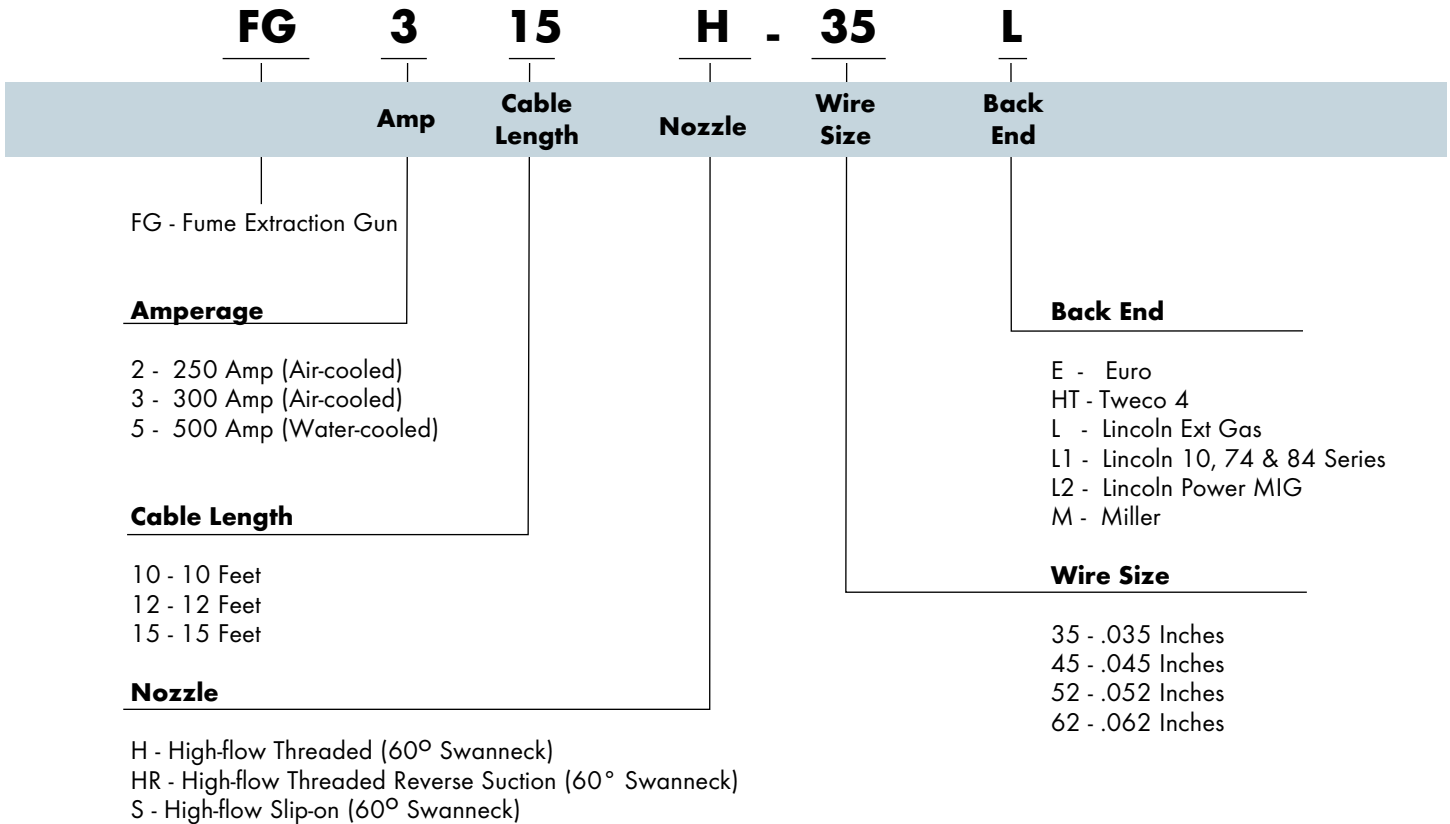 FG 3 15 H - 35 L
Amp Cable Length Nozzle Wire Size Back End
FG - Fume Extraction Gun
Amperage
2 - 250 Amp (Air-cooled)
3 - 300 Amp (Air-cooled)
5 - 500 Amp (Water-cooled)
Cable Length
10 - 10 Feet
12 - 12 Feet
15 - 15 Feet
Nozzle
H - High-flow Threaded (60º Swanneck)
HR - High-flow Threaded Reverse Suction (60° Swanneck)
S - High-flow Slip-on (60º Swanneck)
Back End
E - Euro
HT - Tweco 4
L - Lincoln Ext Gas
L1 - Lincoln 10, 74 & 84 Series
L2 - Lincoln Power MIG
M - Miller
Wire Size
35 - .035 Inches
45 - .045 Inches
52 - .052 Inches
62 - .062 Inches